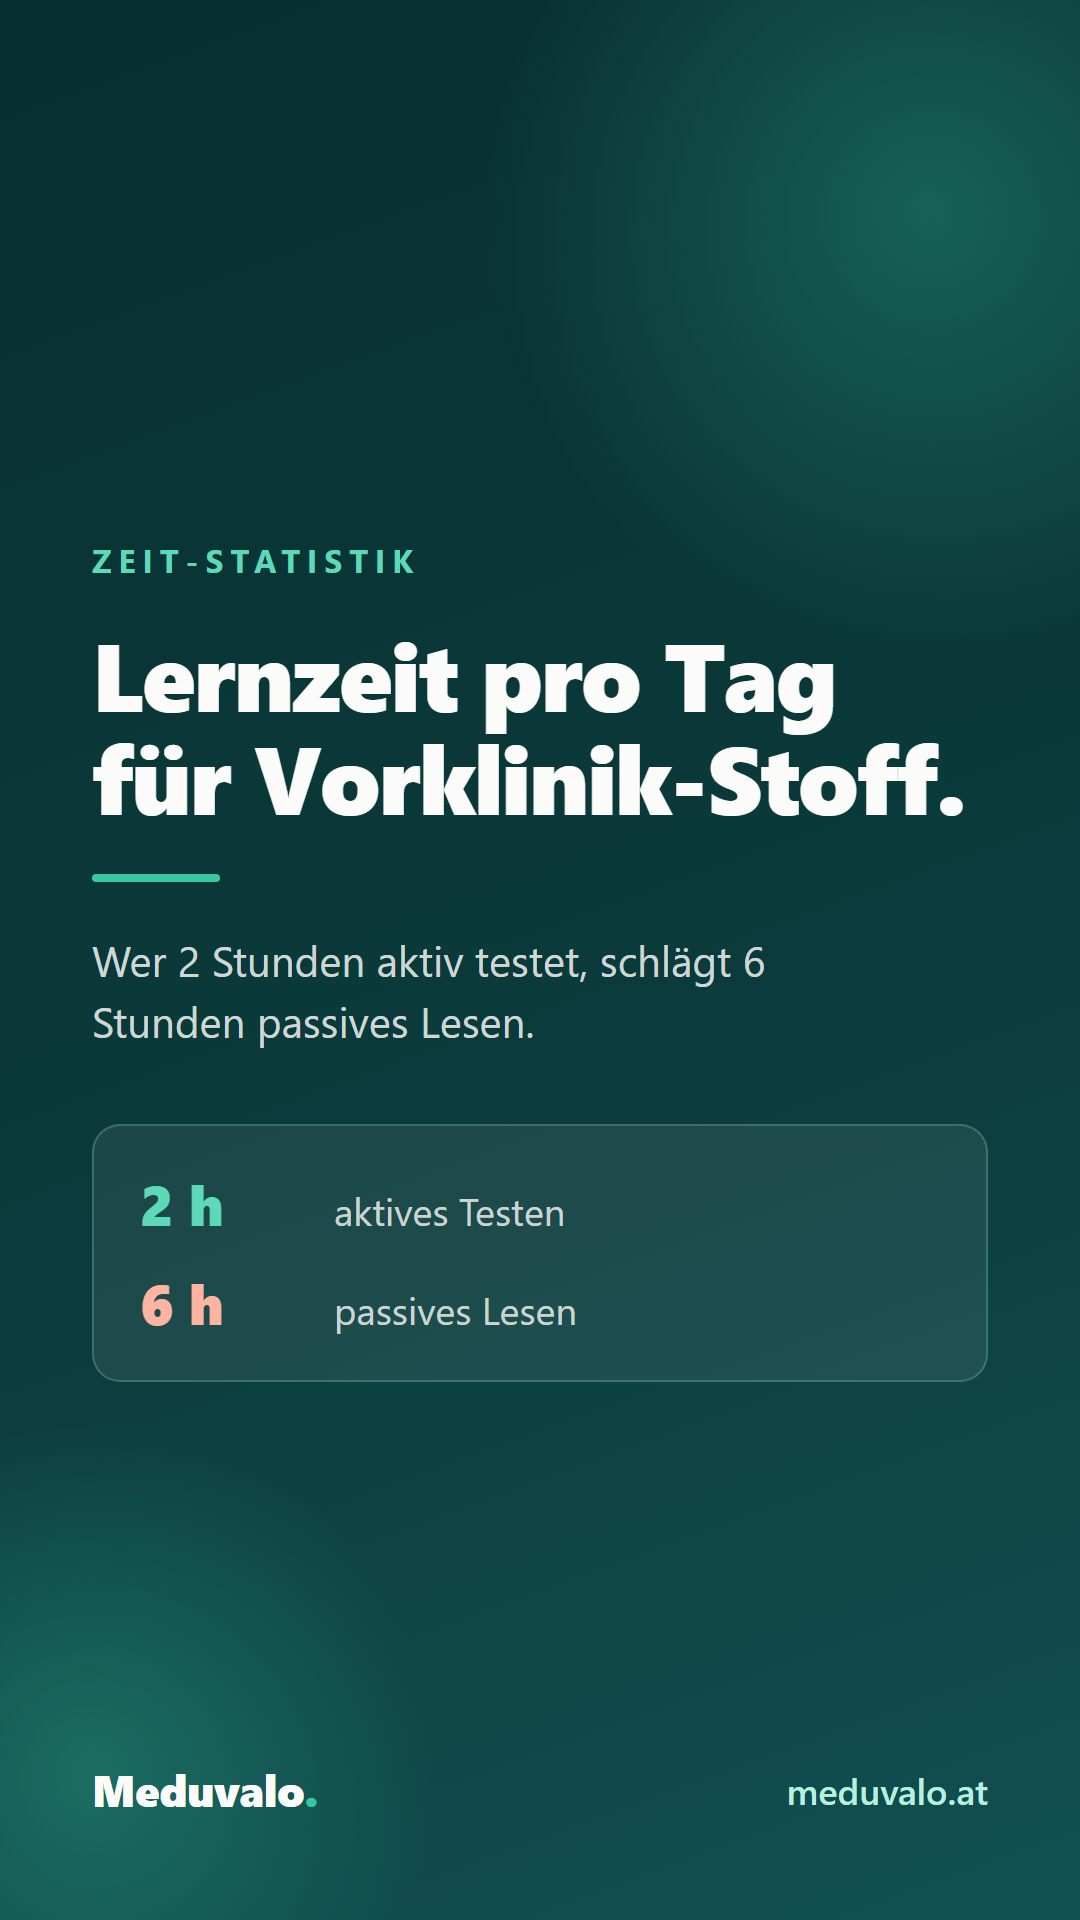 ZEIT-STATISTIK
Lernzeit pro Tag
für Vorklinik-Stoff.
Wer 2 Stunden aktiv testet, schlägt 6
Stunden passives Lesen.
2 h aktives Testen
6 h passives Lesen
Meduvalo. meduvalo.at